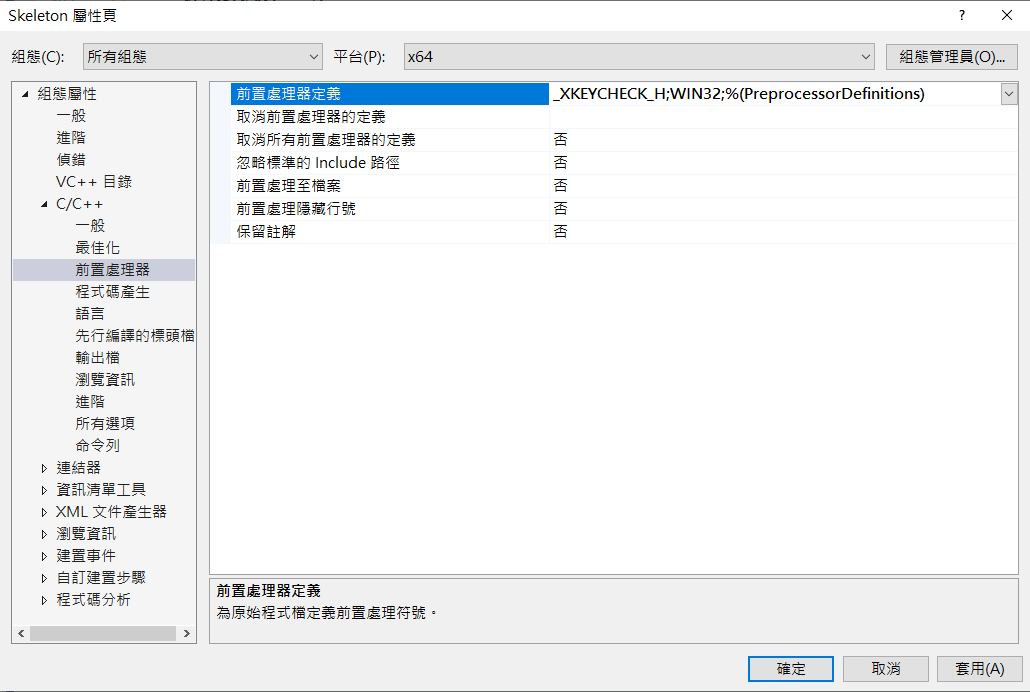 Skeleton 屬性頁
組態(C):
所有組態
平台(P):
x64
組態管理員(O)...
組態屬性
一般
進階
偵錯
VC++ 目錄
C/C++
一般
最佳化
前置處理器
程式碼產生
語言
先行編譯的標頭檔
輸出檔
瀏覽資訊
進階
所有選項
命令列
連結器
資訊清單工具
XML 文件產生器
瀏覽資訊
建置事件
自訂建置步驟
程式碼分析
前置處理器定義 _XKEYCHECK_H;WIN32;%(PreprocessorDefinitions)
取消前置處理器的定義
取消所有前置處理器的定義 否
忽略標準的 Include 路徑 否
前置處理至檔案 否
前置處理隱藏行號 否
保留註解 否
前置處理器定義
為原始程式檔定義前置處理符號。
確定
取消
套用(A)